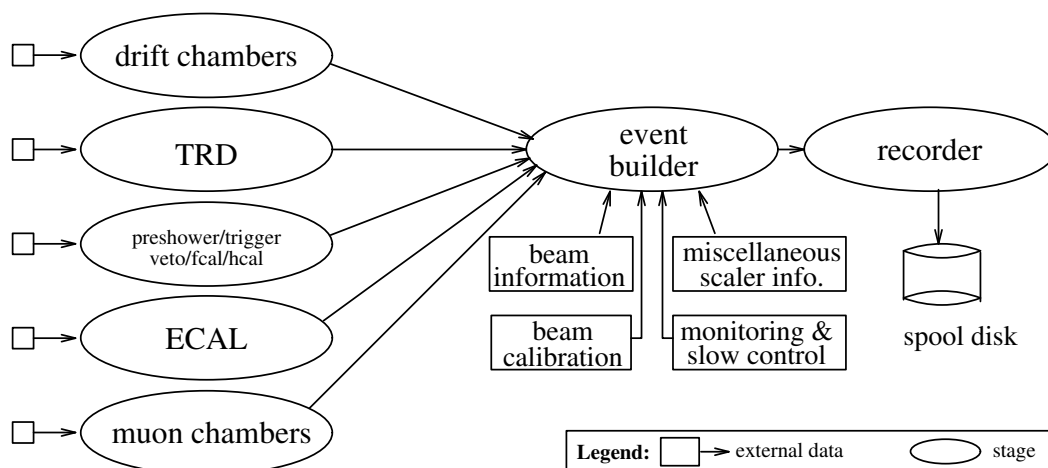 drift chambers
TRD
preshower/trigger
veto/fcal/hcal
ECAL
muon chambers
event
builder
recorder
beam
information
miscellaneous
scaler info.
beam
calibration
monitoring &
slow control
spool disk
Legend: external data stage